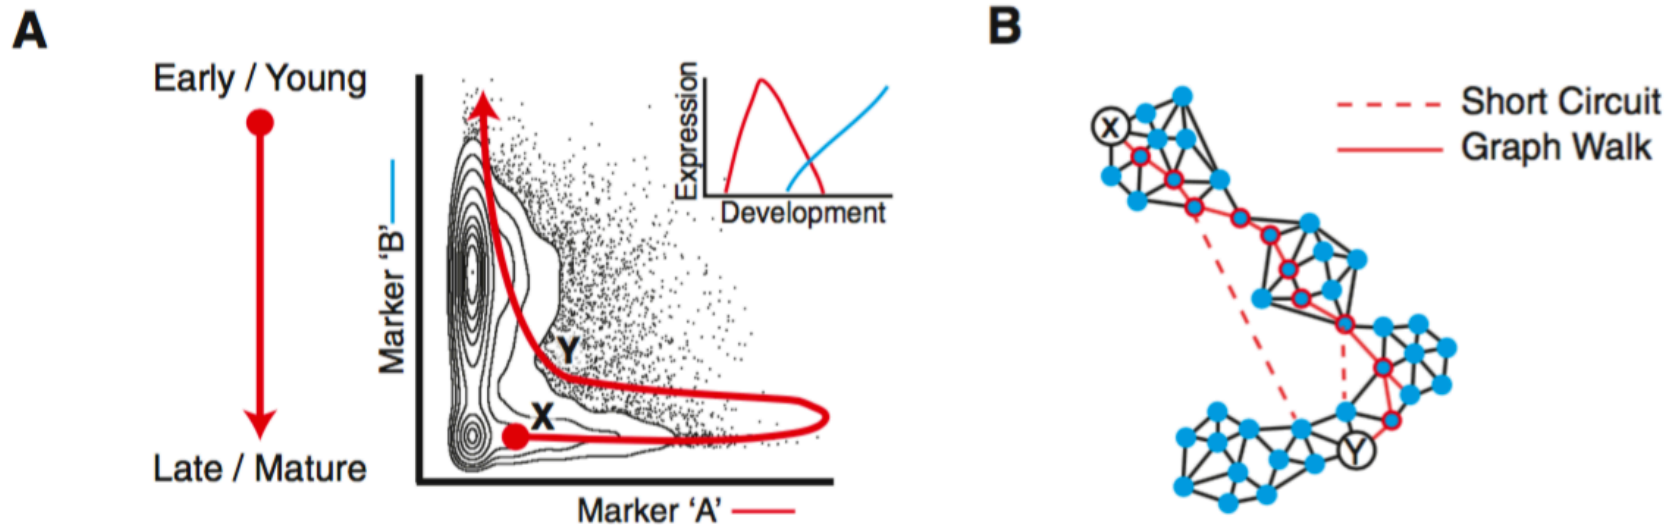 A
Early / Young
Late / Mature
Marker ‘B’
Marker ‘A’
X
Y
Expression
Development
B
X
Y
Short Circuit
Graph Walk